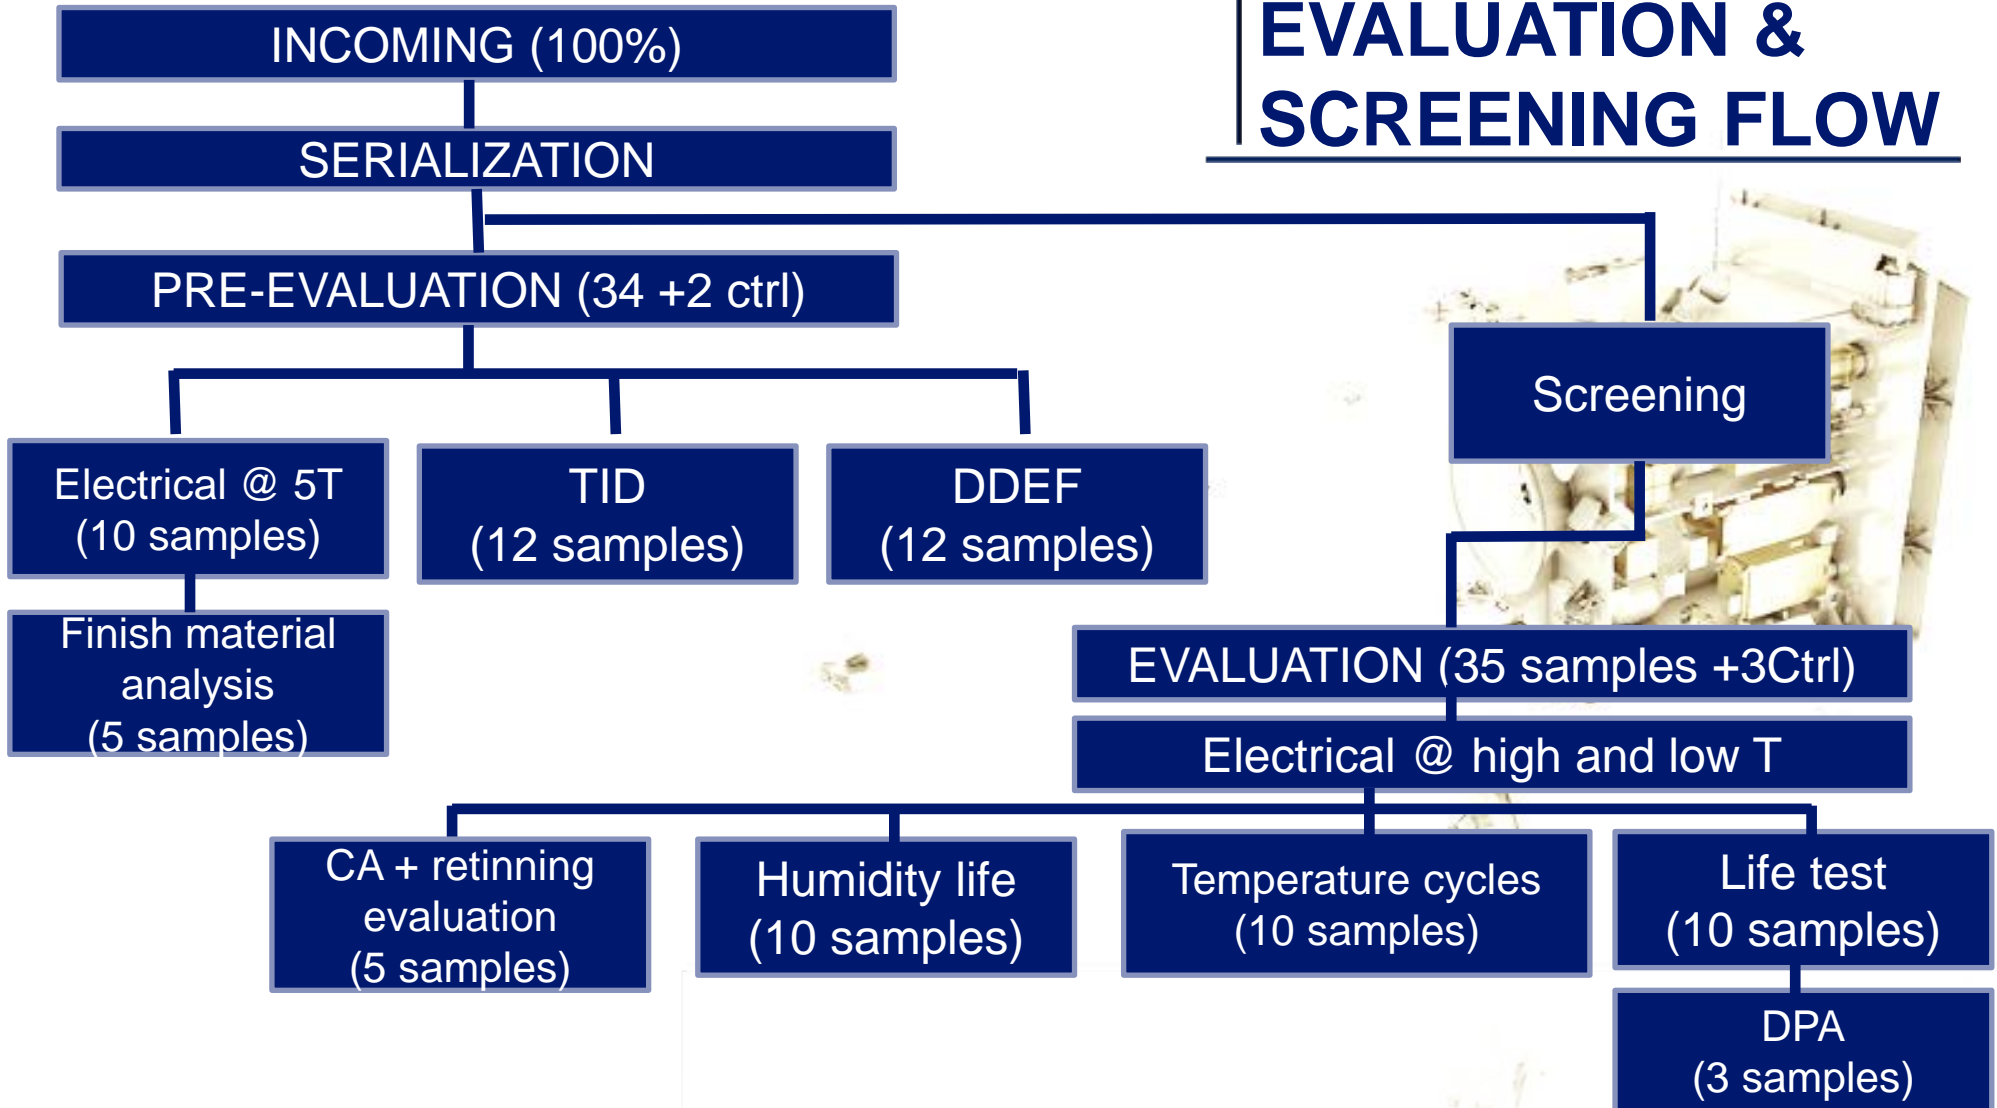 EVALUATION &
SCREENING FLOW
INCOMING (100%)
SERIALIZATION
PRE-EVALUATION (34 +2 ctrl)
Screening
Electrical @ 5T
(10 samples)
TID
(12 samples)
DDEF
(12 samples)
Finish material
analysis
(5 samples)
EVALUATION (35 samples +3Ctrl)
Electrical @ high and low T
CA + retinning
evaluation
(5 samples)
Humidity life
(10 samples)
Temperature cycles
(10 samples)
Life test
(10 samples)
DPA
(3 samples)